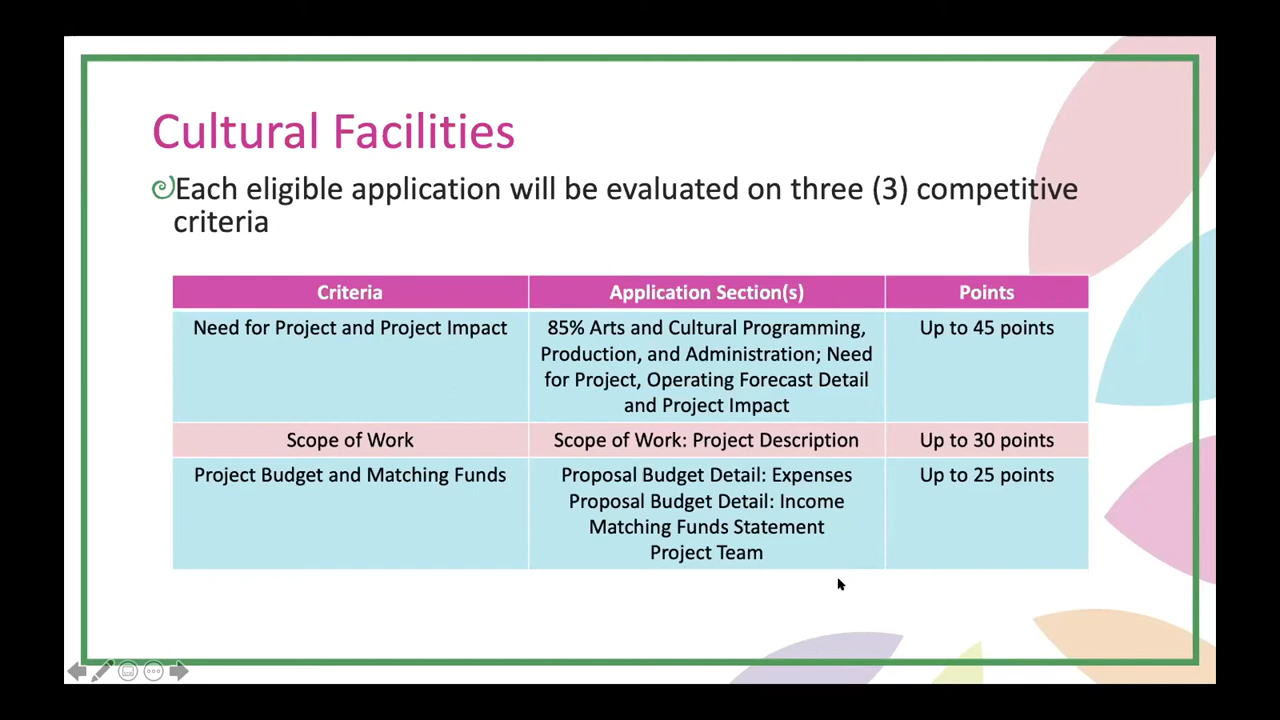 Cultural Facilities
Each eligible application will be evaluated on three (3) competitive
criteria
Criteria
Application Section(s)
Points
Need for Project and Project Impact
85% Arts and Cultural Programming,
Production, and Administration; Need
for Project, Operating Forecast Detail
and Project Impact
Up to 45 points
Scope of Work
Scope of Work: Project Description
Up to 30 points
Project Budget and Matching Funds
Proposal Budget Detail: Expenses
Proposal Budget Detail: Income
Matching Funds Statement
Project Team
Up to 25 points